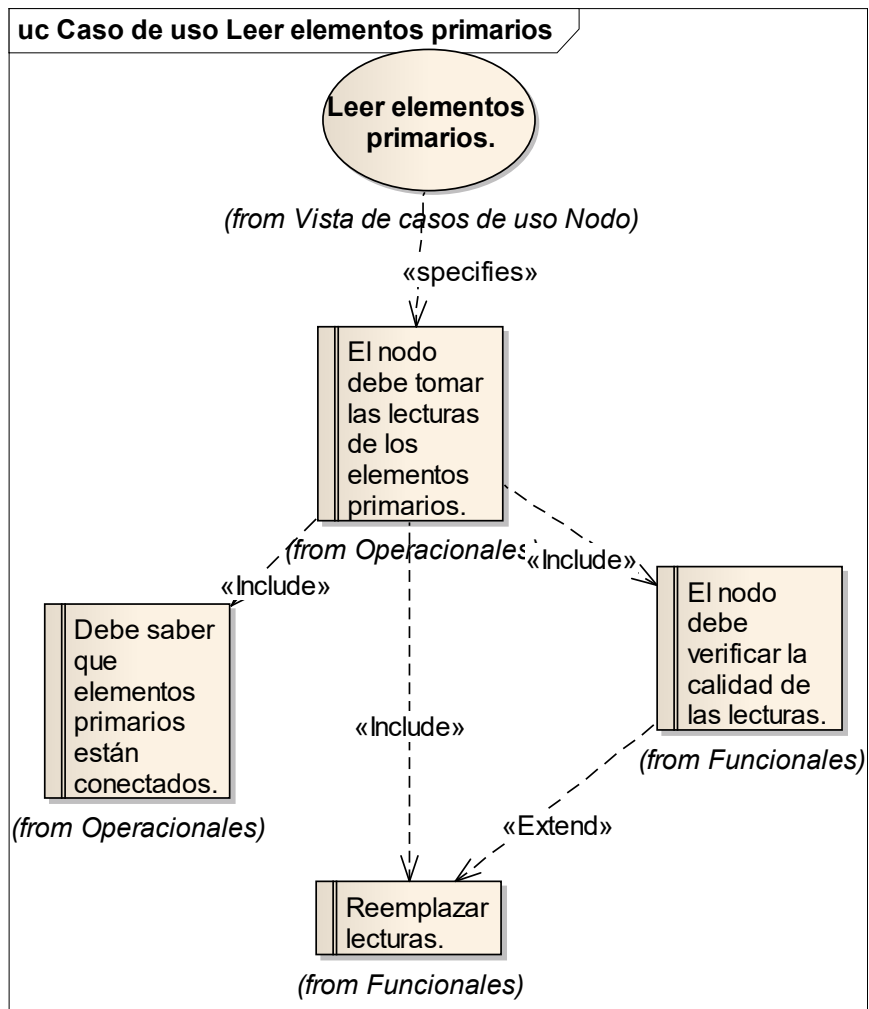 uc Caso de uso Leer elementos primarios
Leer elementos
primarios.
(from Vista de casos de uso Nodo)
«specifies»
El nodo
debe tomar
las lecturas
de los
elementos
primarios.
(from Operacionales)
«Include»
«Include»
Debe saber
que
elementos
primarios
están
conectados.
(from Operacionales)
El nodo
debe
verificar la
calidad de
las lecturas.
(from Funcionales)
«Include»
«Extend»
Reemplazar
lecturas.
(from Funcionales)